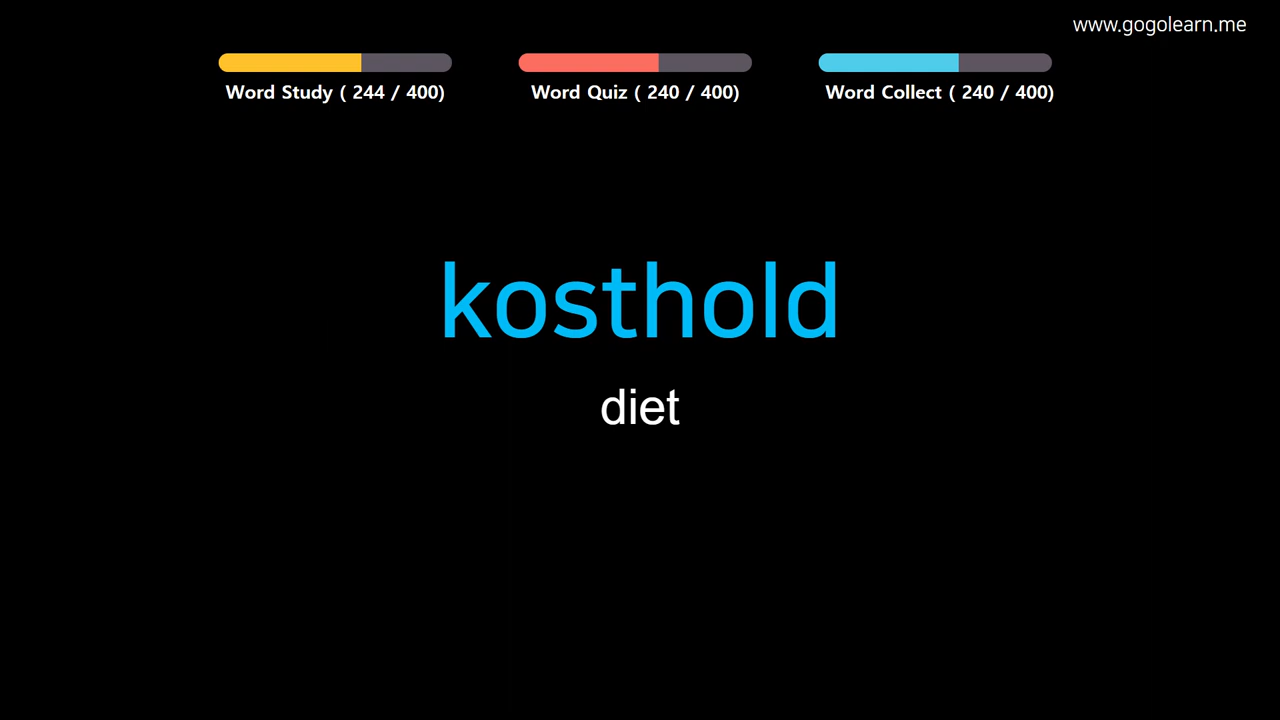 www.gogolearn.me
Word Study ( 244 / 400)
Word Quiz ( 240 / 400)
Word Collect ( 240 / 400)
kosthold
diet